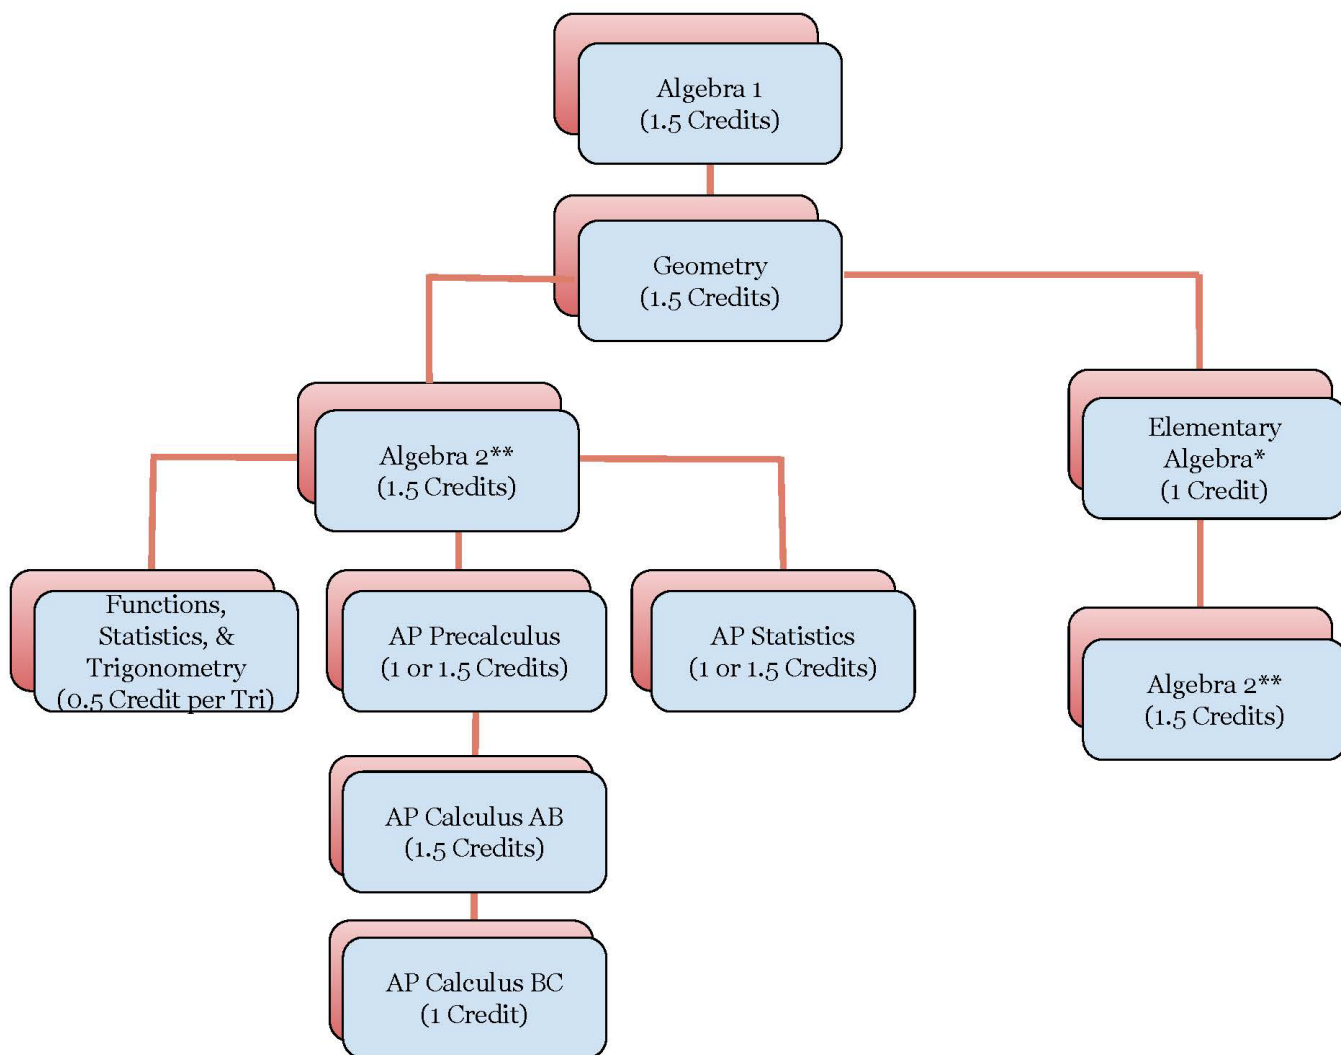 Algebra 1
(1.5 Credits)
Geometry
(1.5 Credits)
Algebra 2**
(1.5 Credits)
Elementary
Algebra*
(1 Credit)
Functions,
Statistics, &
Trigonometry
(0.5 Credit per Tri)
AP Precalculus
(1 or 1.5 Credits)
AP Statistics
(1 or 1.5 Credits)
Algebra 2**
(1.5 Credits)
AP Calculus AB
(1.5 Credits)
AP Calculus BC
(1 Credit)